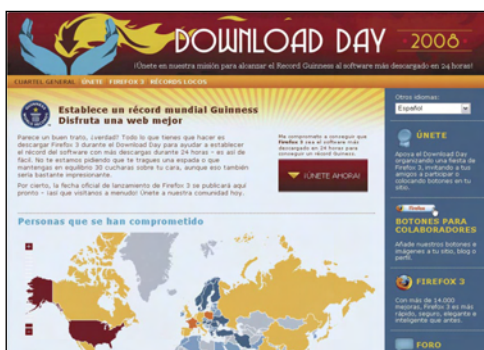 DOWNLOAD DAY 2008
¡Únete en nuestra misión para alcanzar el Record Guinness al software más descargado en 24 horas!
CUARTEL GENERAL ÚNETE FIREFOX 3 RÉCORDS LOCOS
Establece un récord mundial Guinness
Disfruta una web mejor
Parece un buen trato, ¿verdad? Todo lo que tienes que hacer es
descargar Firefox 3 durante el Download Day para ayudar a establecer
el récord del software con más descargas durante 24 horas - es así de
fácil. No te estamos pidiendo que te tragues una espada o que
mantengas en equilibrio 30 cucharas sobre tu cara, aunque eso también
sería bastante impresionante.
Por cierto, la fecha oficial de lanzamiento de Firefox 3 se publicará aquí
pronto - ¡así que visítanos a menudo! Únete a nuestra comunidad hoy.
Me comprometo a conseguir que
Firefox 3 sea el software más
descargado en 24 horas para
conseguir un récord Guinness.
¡ÚNETE AHORA!
Personas que se han comprometido
Otros idiomas:
Español
ÚNETE
Apoya el Download Day
organizando una fiesta de
Firefox 3, invitando a tus
amigos a participar o
colocando botones en tu
sitio.
Firefox
BOTONES PARA
COLABORADORES
Añade nuestros botones e
imágenes a tu sitio, blog o
perfil.
FIREFOX 3
Con más de 14.000
mejoras, Firefox 3 es más
rápido, seguro, elegante e
inteligente que antes.
FORO